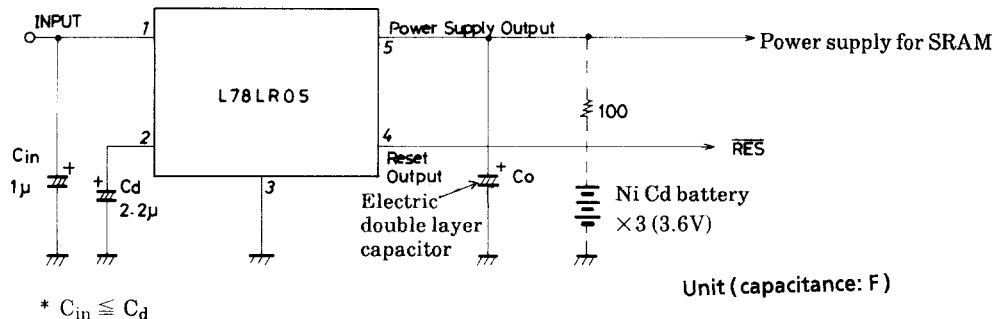 INPUT
1
Power Supply Output
5
Power supply for SRAM
L78LR05
100
2
4
RES
Cin
1μ
+
+
Cd
2.2μ
3
Reset
Output
+
Co
Electric
double layer
capacitor
Ni Cd battery
×3 (3.6V)
Unit (capacitance: F)
* Cin ≦ Cd